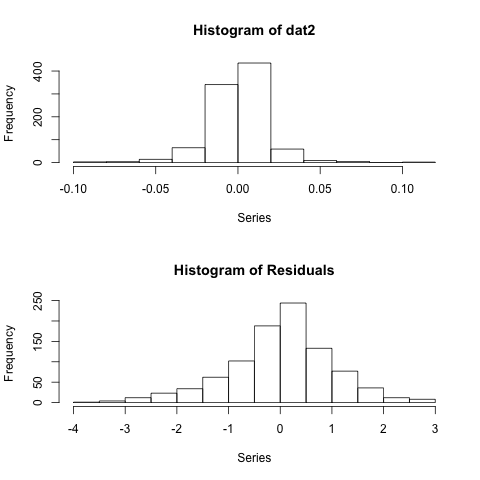 Histogram of dat2
Frequency
0 200 400
-0.10 -0.05 0.00 0.05 0.10
Series
Histogram of Residuals
Frequency
0 50 150 250
-4 -3 -2 -1 0 1 2 3
Series